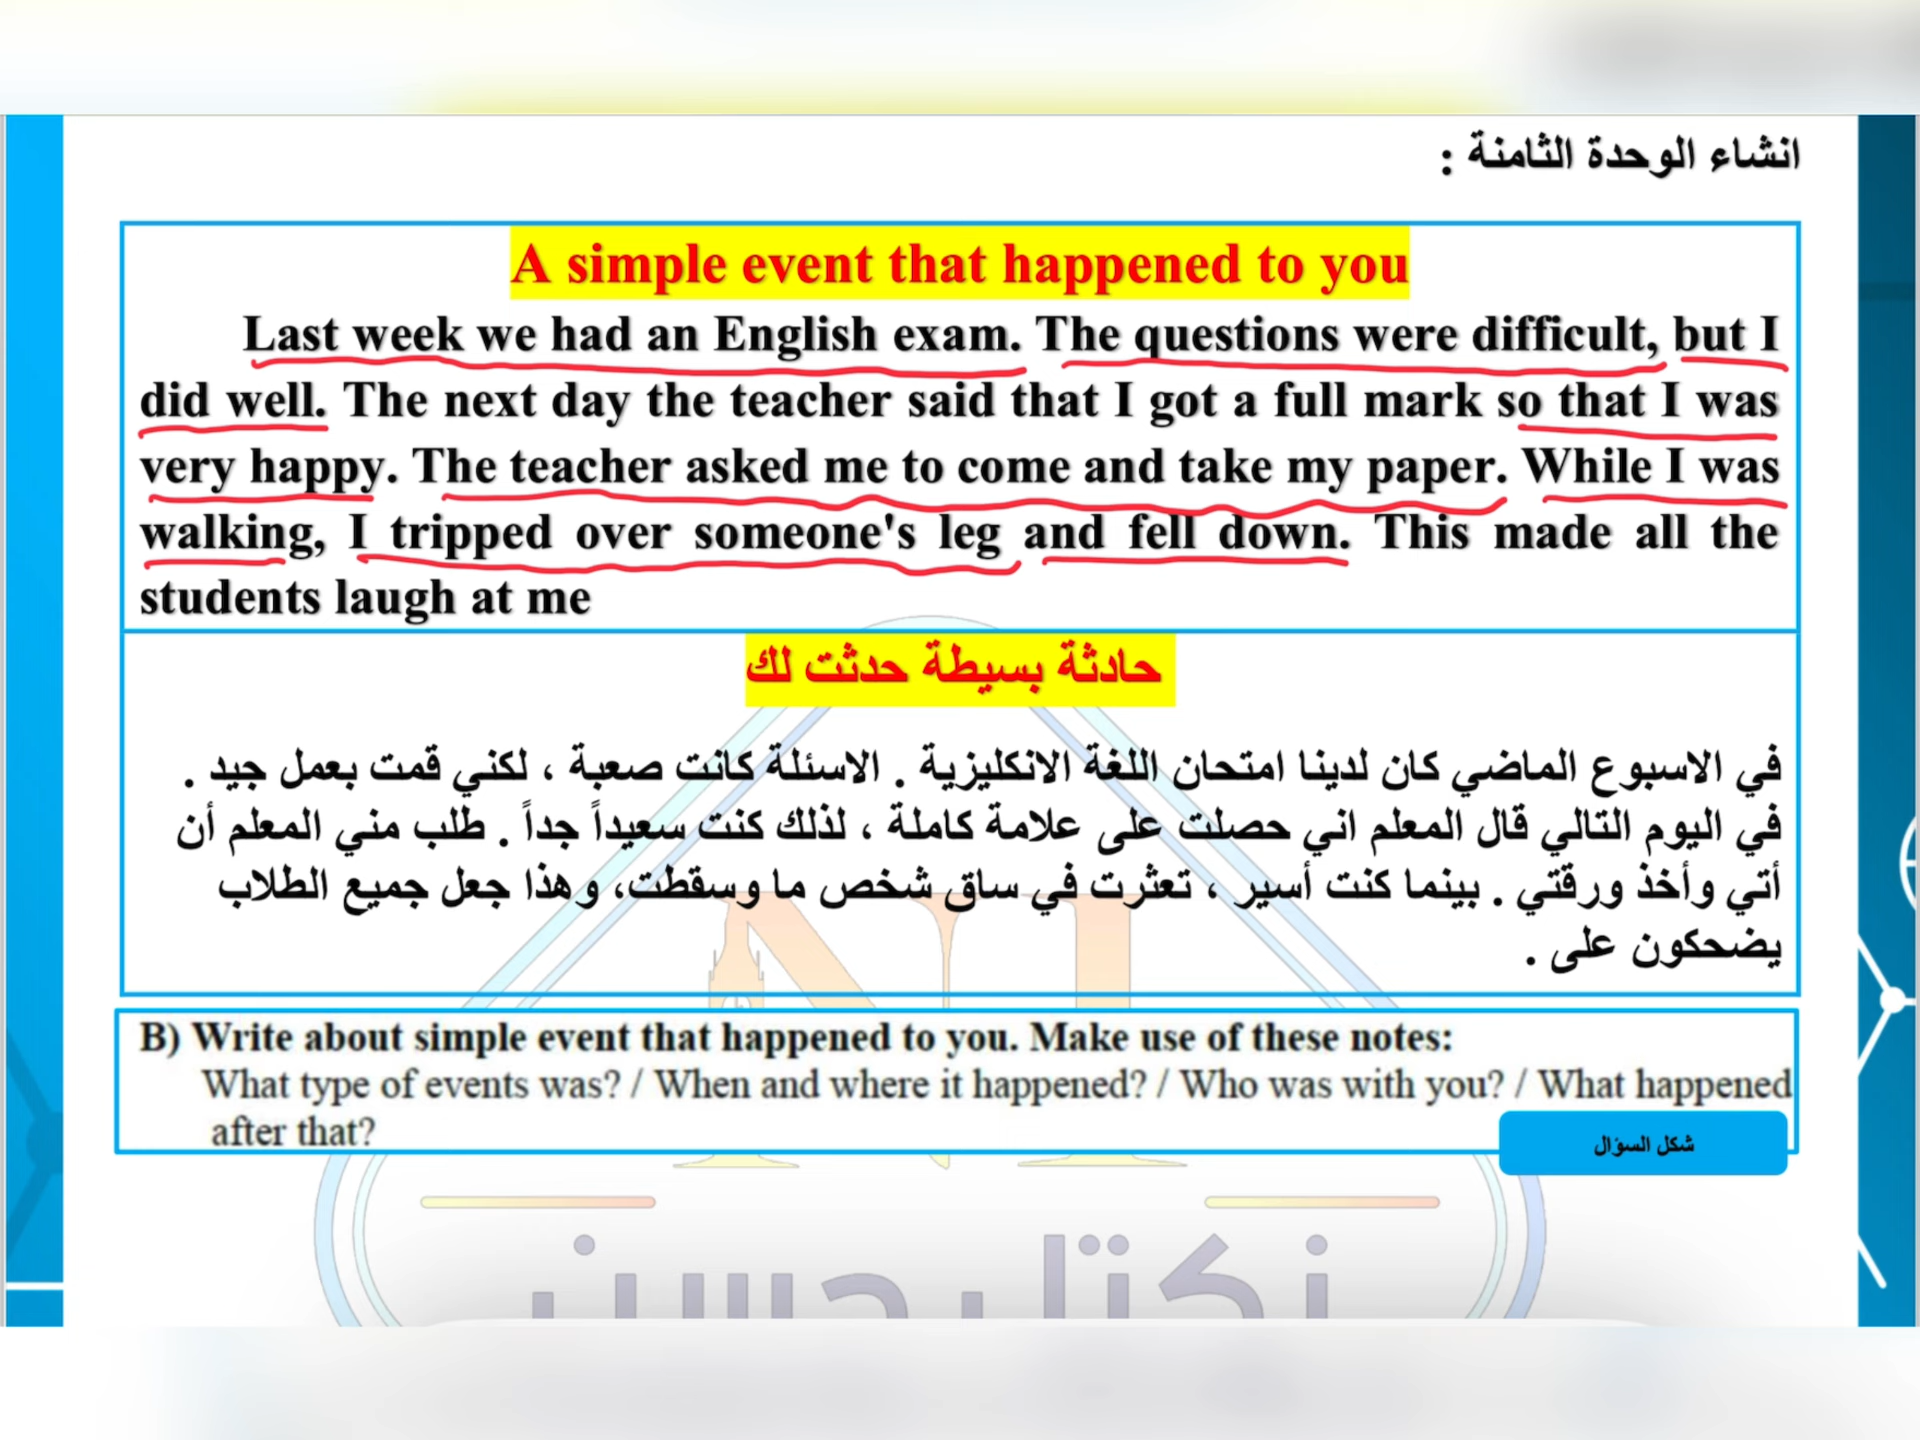 انشاء الوحدة الثامنة :
A simple event that happened to you
Last week we had an English exam. The questions were difficult, but I
did well. The next day the teacher said that I got a full mark so that I was
very happy. The teacher asked me to come and take my paper. While I was
walking, I tripped over someone's leg and fell down. This made all the
students laugh at me
حادثة بسيطة حدثت لك
في الاسبوع الماضي كان لدينا امتحان اللغة الانكليزية . الاسئلة كانت صعبة ، لكني قمت بعمل جيد .
في اليوم التالي قال المعلم اني حصلت على علامة كاملة ، لذلك كنت سعيداً جداً . طلب مني المعلم أن
أتي وأخذ ورقتي . بينما كنت أسير ، تعثرت في ساق شخص ما وسقطت، وهذا جعل جميع الطلاب
يضحكون على .
B) Write about simple event that happened to you. Make use of these notes:
What type of events was? / When and where it happened? / Who was with you? / What happened
after that?
شكل السؤال